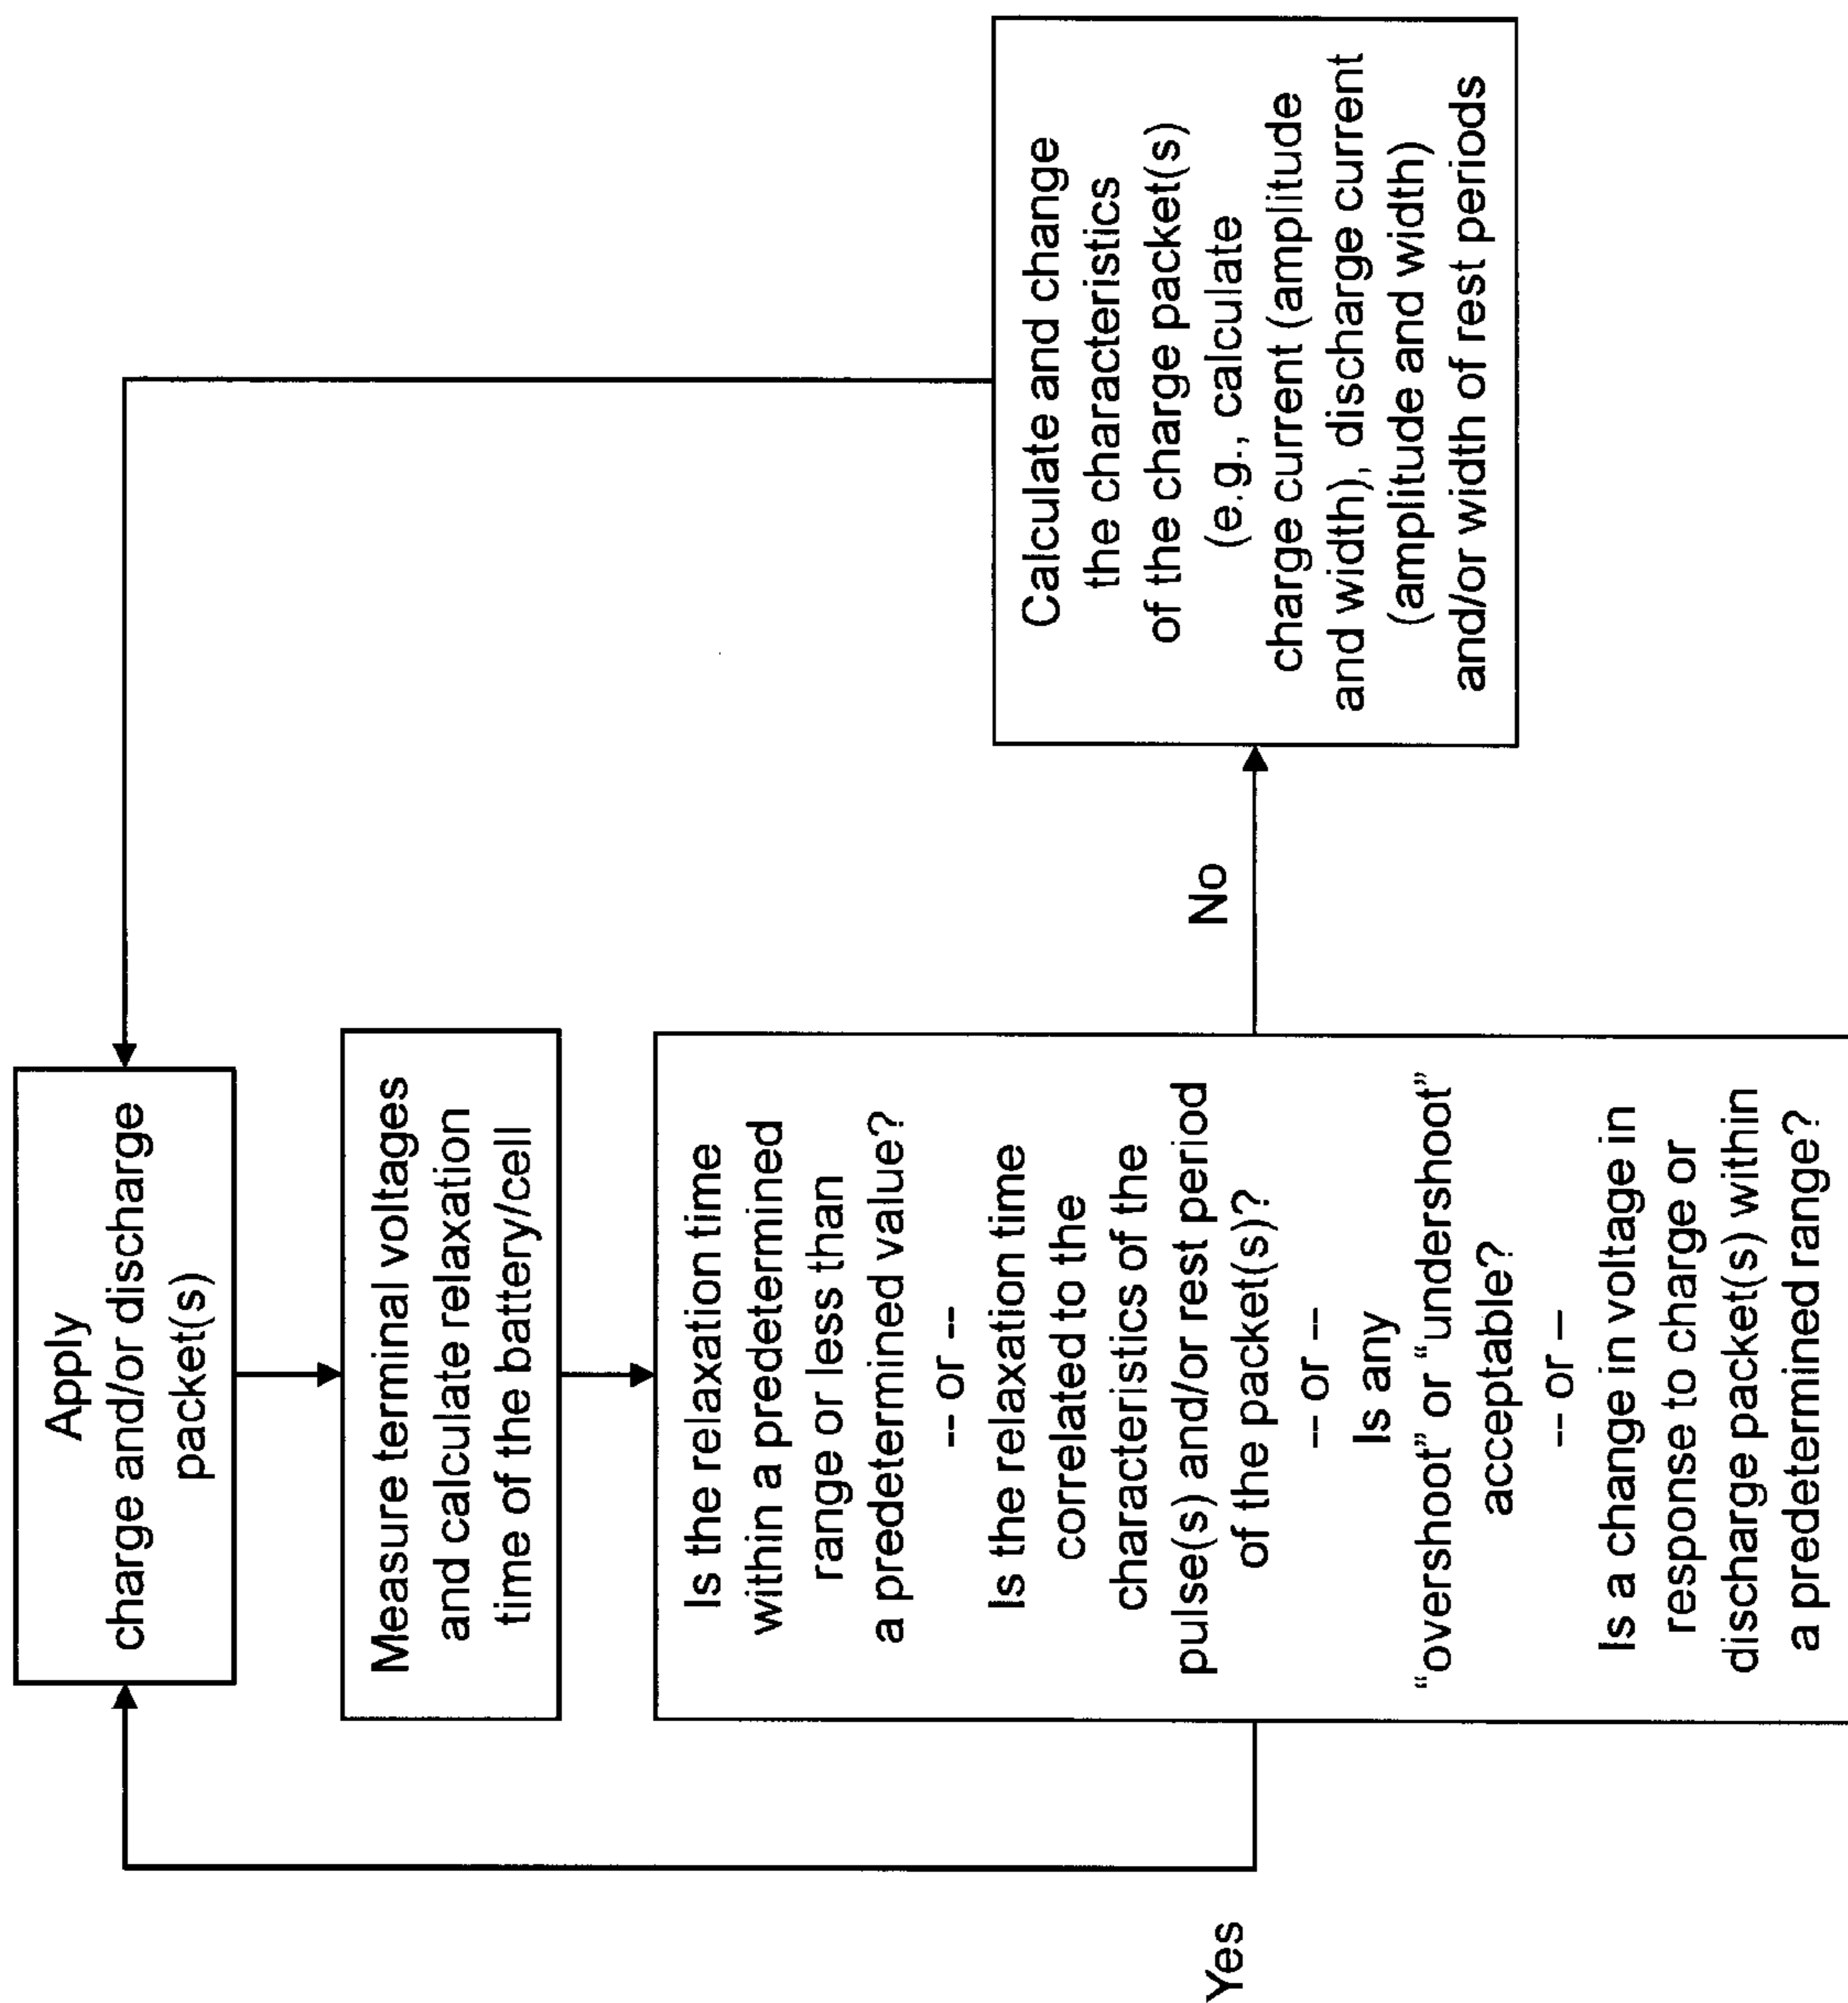 Apply
charge and/or discharge
packet(s)
Measure terminal voltages
and calculate relaxation
time of the battery/cell
Is the relaxation time
within a predetermined
range or less than
a predetermined value?
-- or --
Is the relaxation time
correlated to the
characteristics of the
pulse(s) and/or rest period
of the packet(s)?
-- or --
Is any
“overshoot” or “undershoot”
acceptable?
-- or –
Is a change in voltage in
response to charge or
discharge packet(s) within
a predetermined range?
Yes
No
Calculate and change
the characteristics
of the charge packet(s)
(e.g., calculate
charge current (amplitude
and width), discharge current
(amplitude and width)
and/or width of rest periods